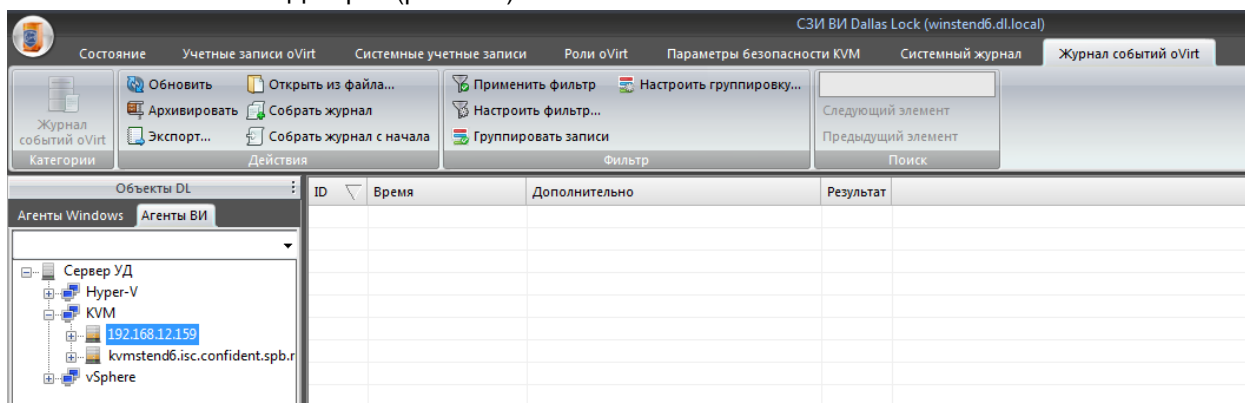 СЗИ ВИ Dallas Lock (winstend6.dl.local)
Состояние Учетные записи oVirt Системные учетные записи Роли oVirt Параметры безопасности KVM Системный журнал Журнал событий oVirt
Обновить Открыть из файла... Применить фильтр Настроить группировку...
Архивировать Собрать журнал Настроить фильтр... Следующий элемент
Экспорт... Собрать журнал с начала Группировать записи Предыдущий элемент
Журнал
событий oVirt
Категории Действия Фильтр Поиск
Объекты DL ID Время Дополнительно Результат
Агенты Windows Агенты ВИ
Сервер УД
Hyper-V
KVM
192.168.12.159
kvmstend6.isc.confident.spb.r
vSphere